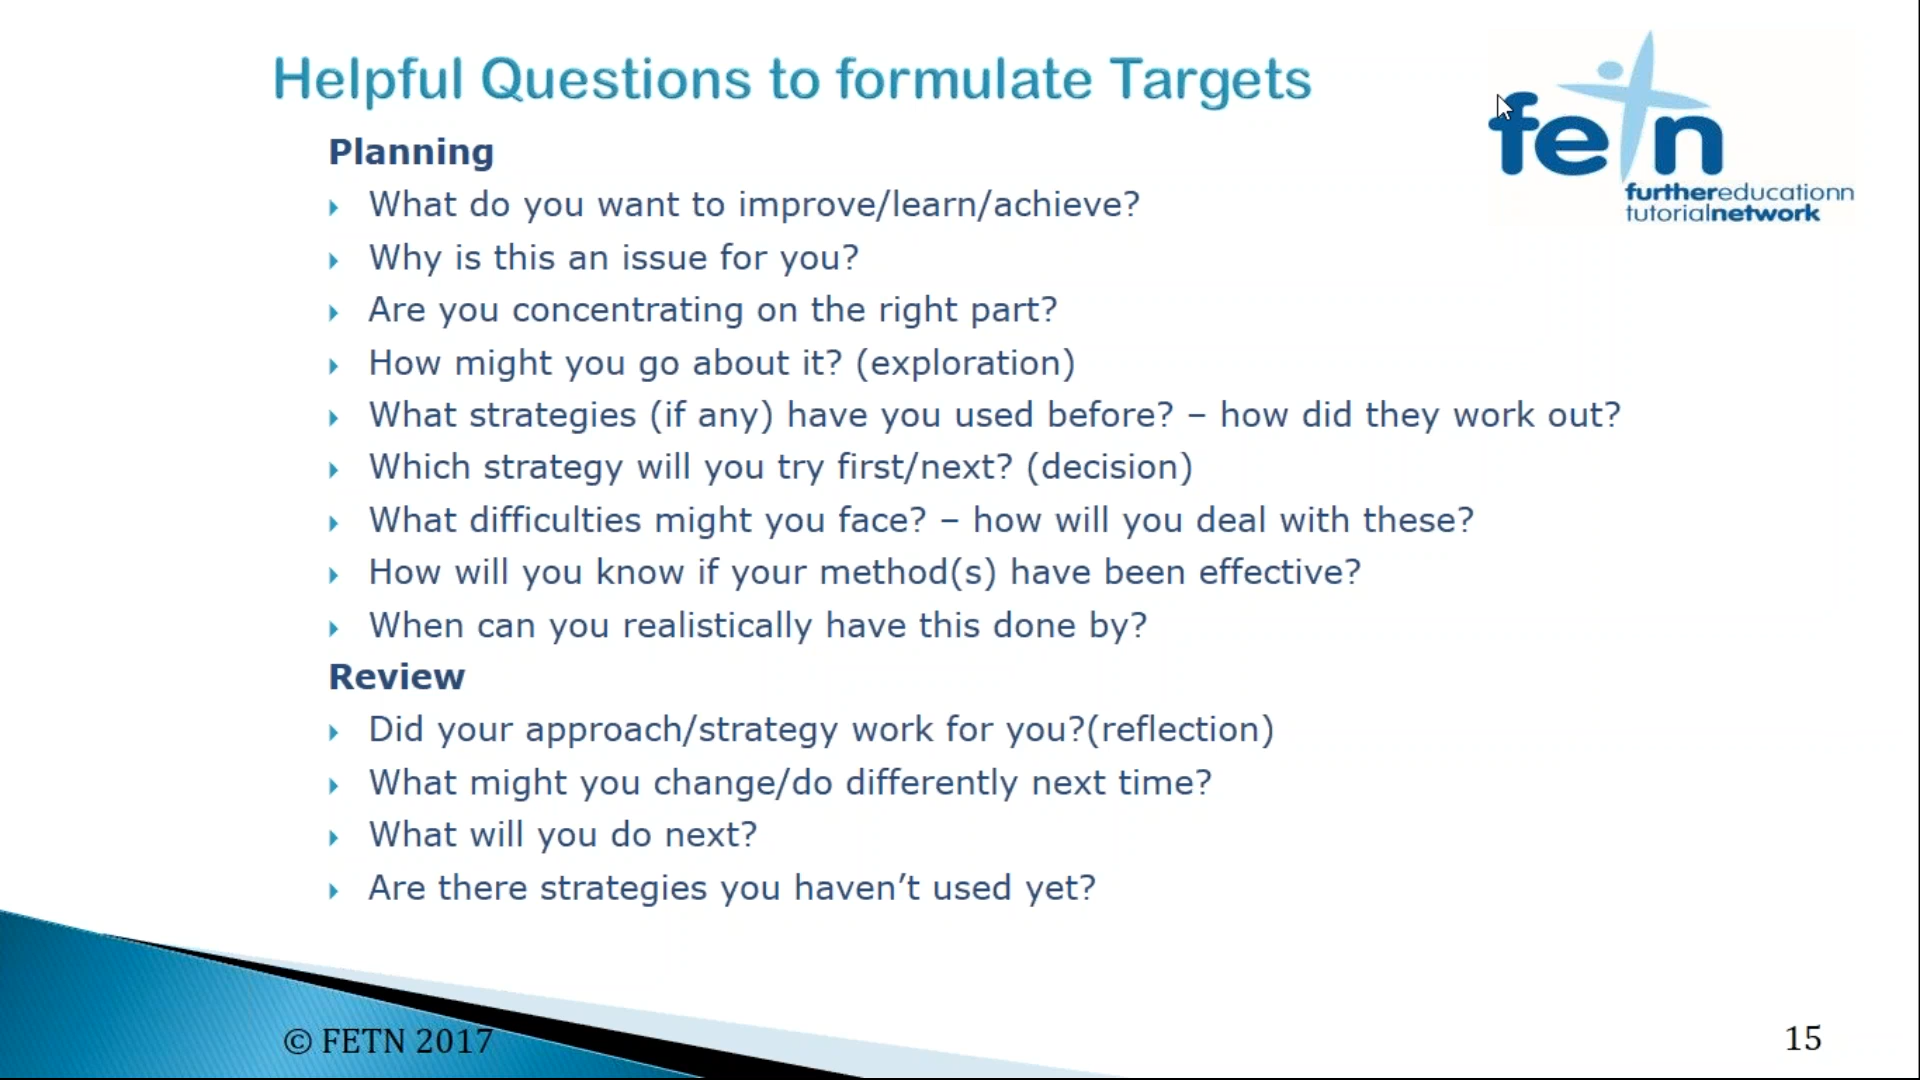 Helpful Questions to formulate Targets
fetn
furthereducationn
tutorialnetwork
Planning
What do you want to improve/learn/achieve?
Why is this an issue for you?
Are you concentrating on the right part?
How might you go about it? (exploration)
What strategies (if any) have you used before? – how did they work out?
Which strategy will you try first/next? (decision)
What difficulties might you face? – how will you deal with these?
How will you know if your method(s) have been effective?
When can you realistically have this done by?
Review
Did your approach/strategy work for you?(reflection)
What might you change/do differently next time?
What will you do next?
Are there strategies you haven’t used yet?
© FETN 2017
15